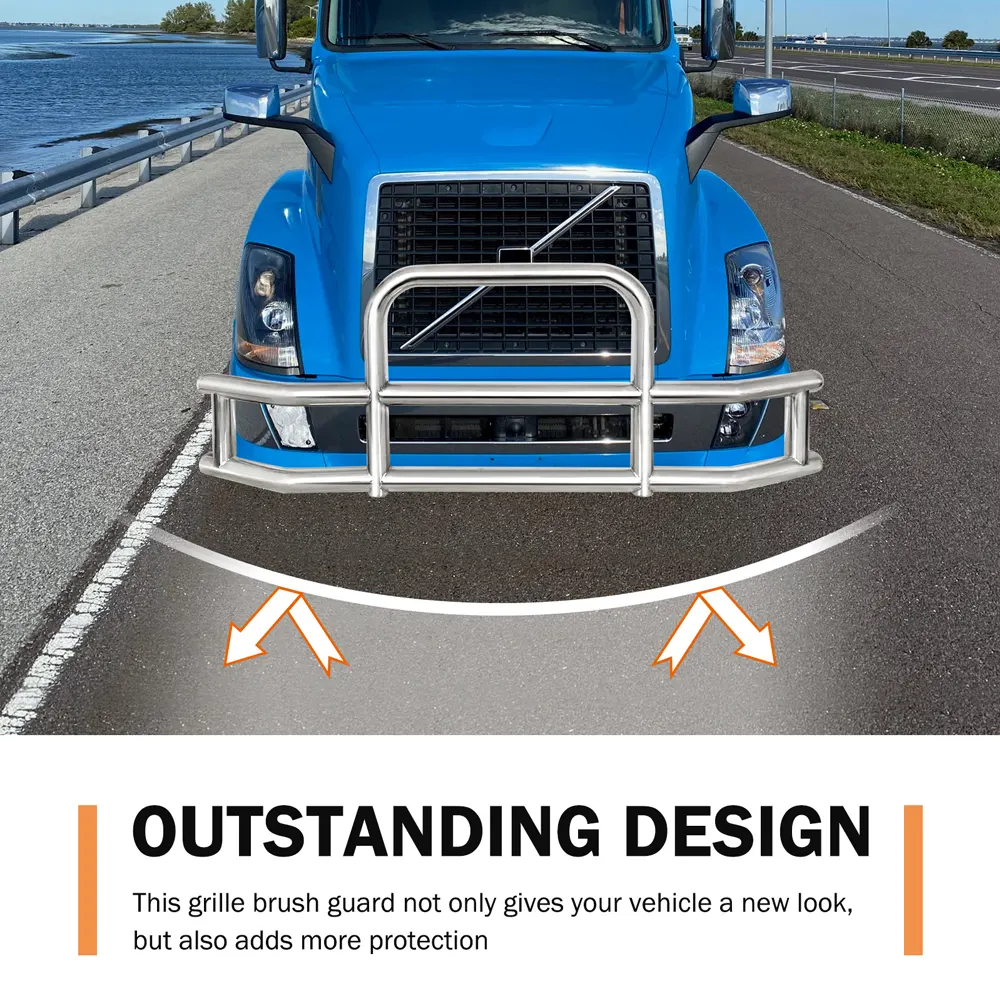 OUTSTANDING DESIGN
This grille brush guard not only gives your vehicle a new look,
but also adds more protection